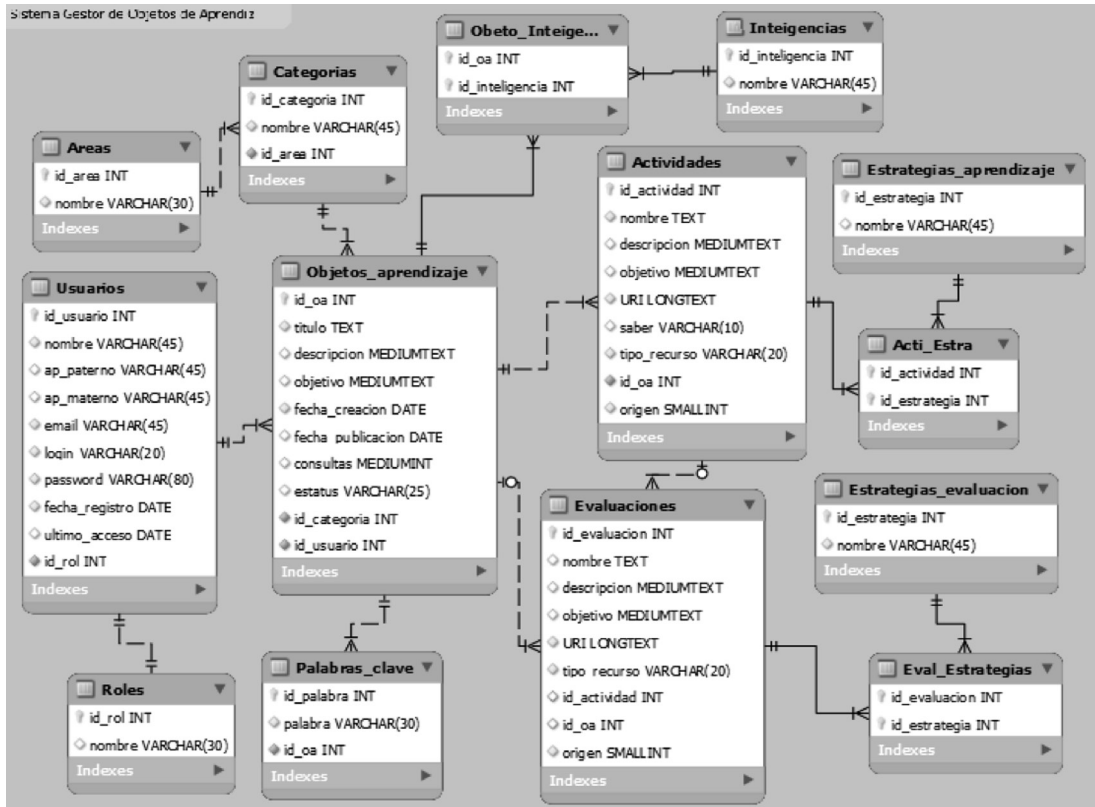 Sistema Gestor de Objetos de Aprendiz
Obeto_Inteige...
id_oa INT
id_inteligencia INT
Indexes
Inteigencias
id_inteligencia INT
nombre VARCHAR(45)
Indexes
Categorias
id_categoria INT
nombre VARCHAR(45)
id_area INT
Indexes
Areas
id_area INT
nombre VARCHAR(30)
Indexes
Actividades
id_actividad INT
nombre TEXT
descripcion MEDIUMTEXT
objetivo MEDIUMTEXT
URI LONGTEXT
saber VARCHAR(10)
tipo_recurso VARCHAR(20)
id_oa INT
origen SMALLINT
Indexes
Estrategias_aprendizaje
id_estrategia INT
nombre VARCHAR(45)
Indexes
Usuarios
id_usuario INT
nombre VARCHAR(45)
ap_paterno VARCHAR(45)
ap_materno VARCHAR(45)
email VARCHAR(45)
login VARCHAR(20)
password VARCHAR(80)
fecha_registro DATE
ultimo_acceso DATE
id_rol INT
Indexes
Objetos_aprendizaje
id_oa INT
titulo TEXT
descripcion MEDIUMTEXT
objetivo MEDIUMTEXT
fecha_creacion DATE
fecha_publicacion DATE
consultas MEDIUMINT
estatus VARCHAR(25)
id_categoria INT
id_usuario INT
Indexes
Acti_Estra
id_actividad INT
id_estrategia INT
Indexes
Evaluaciones
id_evaluacion INT
nombre TEXT
descripcion MEDIUMTEXT
objetivo MEDIUMTEXT
URI LONGTEXT
tipo_recurso VARCHAR(20)
id_actividad INT
id_oa INT
origen SMALLINT
Indexes
Estrategias_evaluacion
id_estrategia INT
nombre VARCHAR(45)
Indexes
Roles
id_rol INT
nombre VARCHAR(30)
Indexes
Palabras_clave
id_palabra INT
palabra VARCHAR(30)
id_oa INT
Indexes
Eval_Estrategias
id_evaluacion INT
id_estrategia INT
Indexes